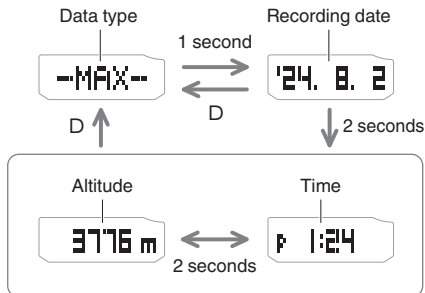 Data type
Recording date
1 second
-MAX-
'24. 8. 2
D
D
2 seconds
Altitude
Time
3776 m
P 1:24
2 seconds